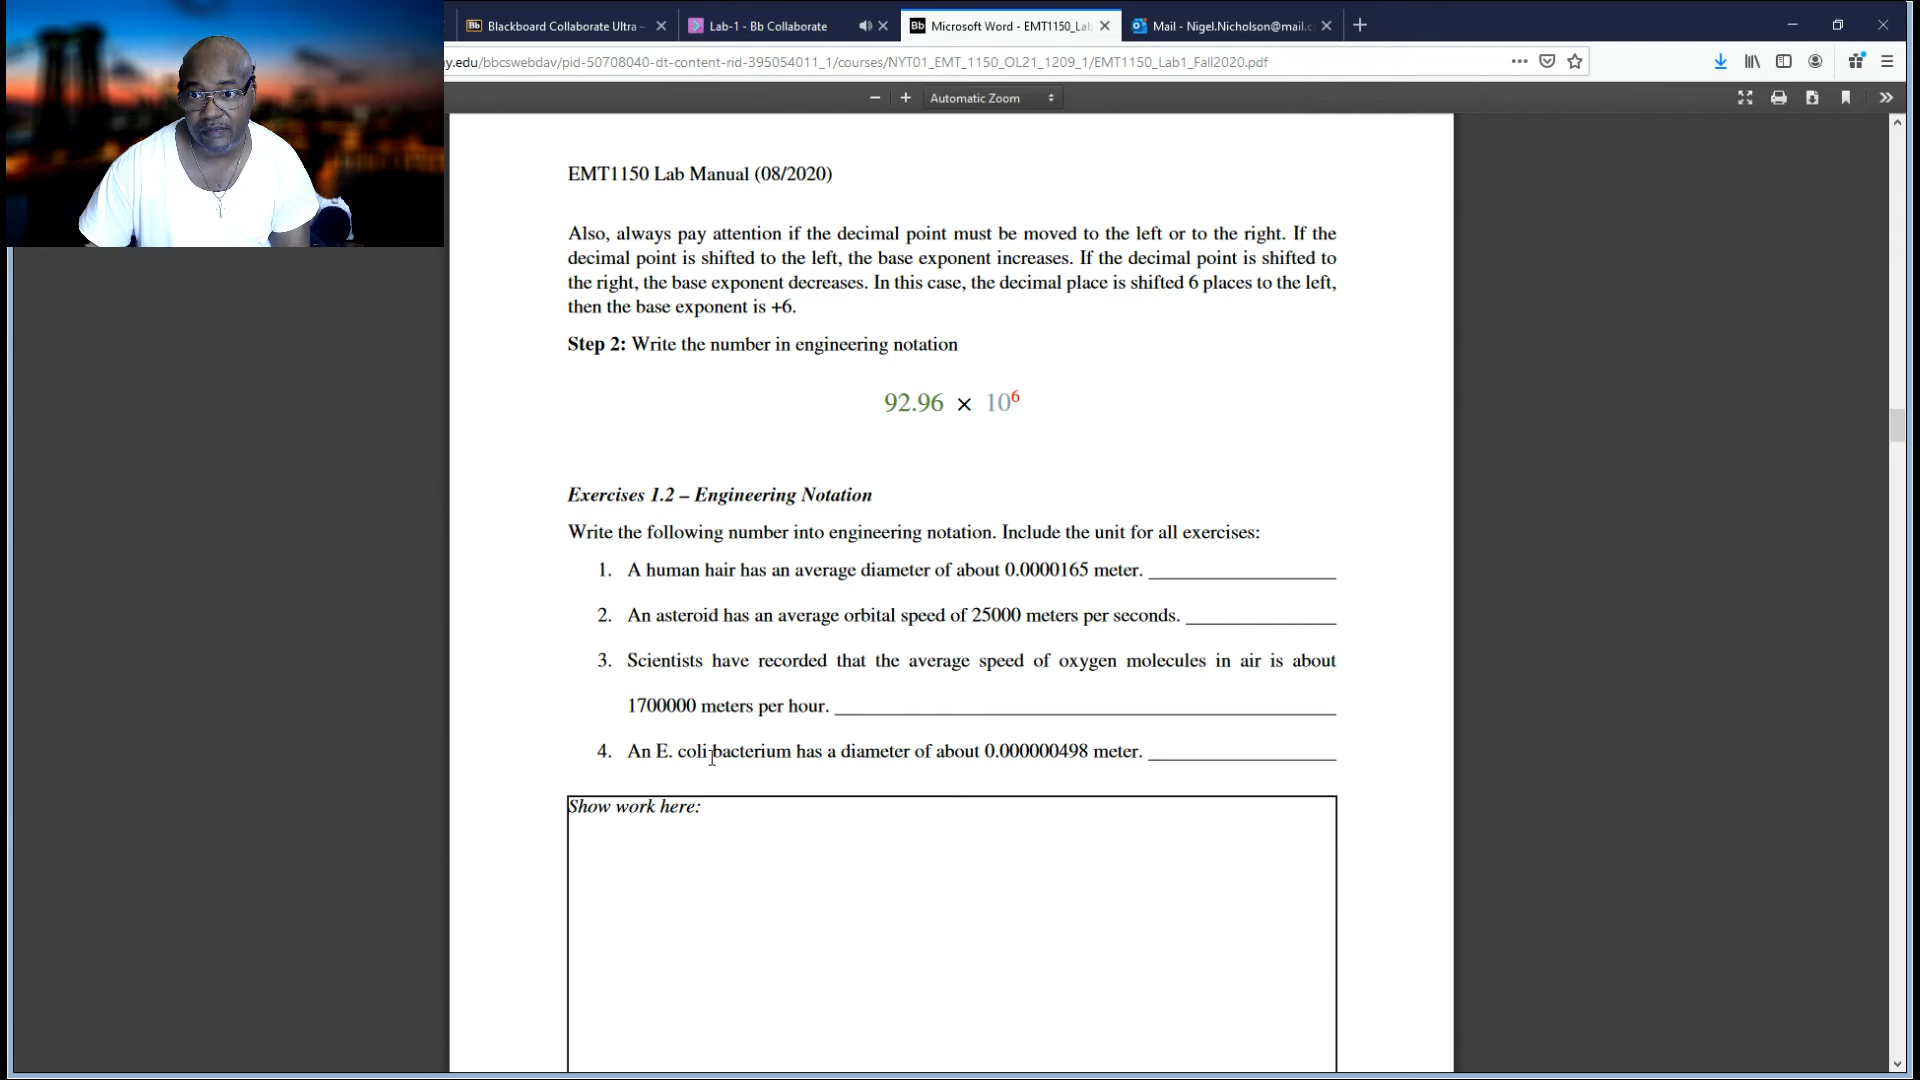 Blackboard Collaborate Ultra –
Lab-1 - Bb Collaborate
Microsoft Word - EMT1150_Lab
Mail - Nigel.Nicholson@mail.c
y.edu/bbcswebdav/pid-50708040-dt-content-rid-395054011_1/courses/NYT01_EMT_1150_OL21_1209_1/EMT1150_Lab1_Fall2020.pdf
Automatic Zoom
EMT1150 Lab Manual (08/2020)
Also, always pay attention if the decimal point must be moved to the left or to the right. If the
decimal point is shifted to the left, the base exponent increases. If the decimal point is shifted to
the right, the base exponent decreases. In this case, the decimal place is shifted 6 places to the left,
then the base exponent is +6.
Step 2: Write the number in engineering notation
92.96 × 10⁶
Exercises 1.2 – Engineering Notation
Write the following number into engineering notation. Include the unit for all exercises:
1. A human hair has an average diameter of about 0.0000165 meter. ____________________
2. An asteroid has an average orbital speed of 25000 meters per seconds. ________________
3. Scientists have recorded that the average speed of oxygen molecules in air is about
1700000 meters per hour. ____________________
4. An E. coli bacterium has a diameter of about 0.000000498 meter. ____________________
Show work here: